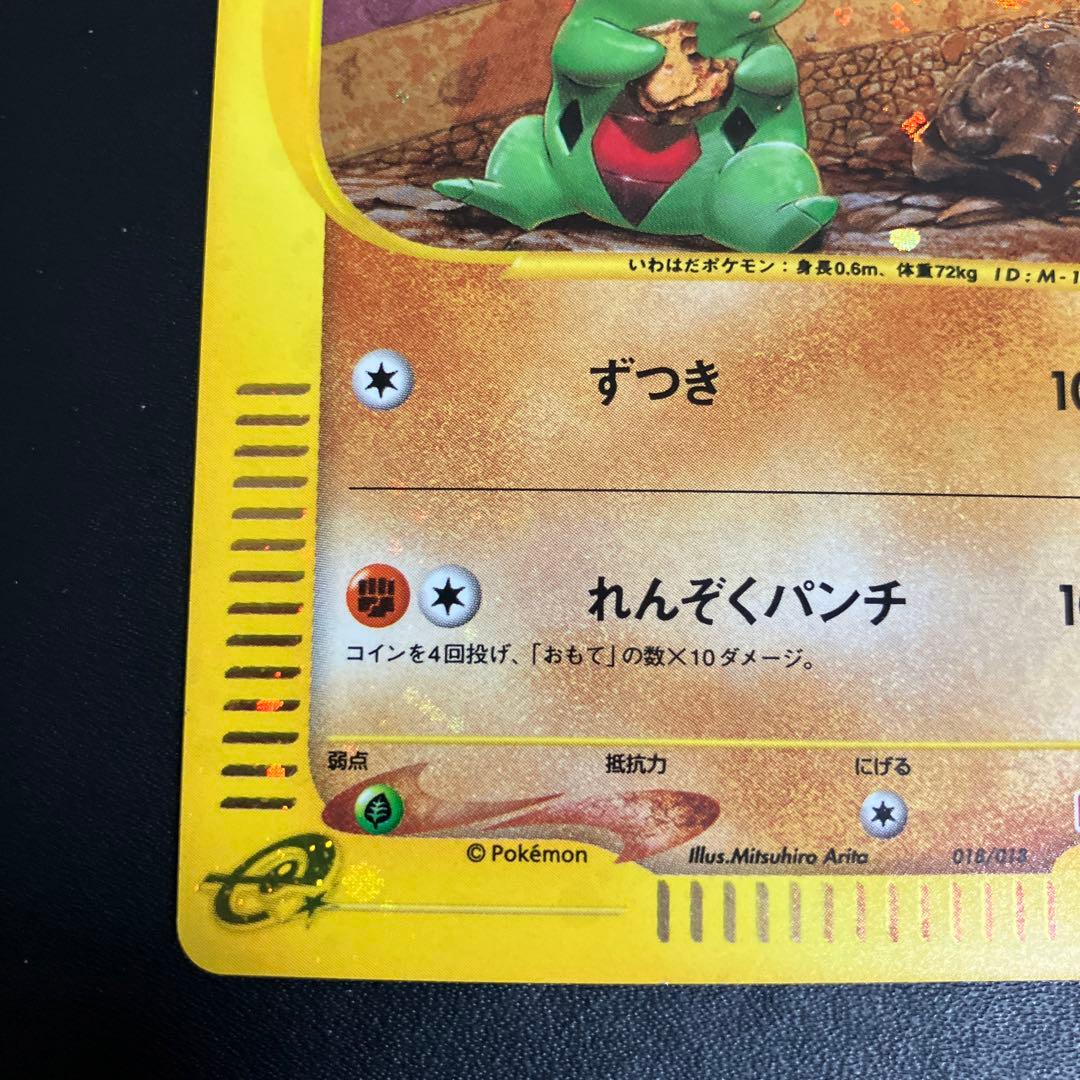 いわはだポケモン：身長0.6m、体重72kg ID:M-1
ずつき 10
れんぞくパンチ 10
コインを4回投げ、「おもて」の数×10ダメージ。
弱点 抵抗力 にげる
© Pokémon Illus.Mitsuhiro Arita 018/018